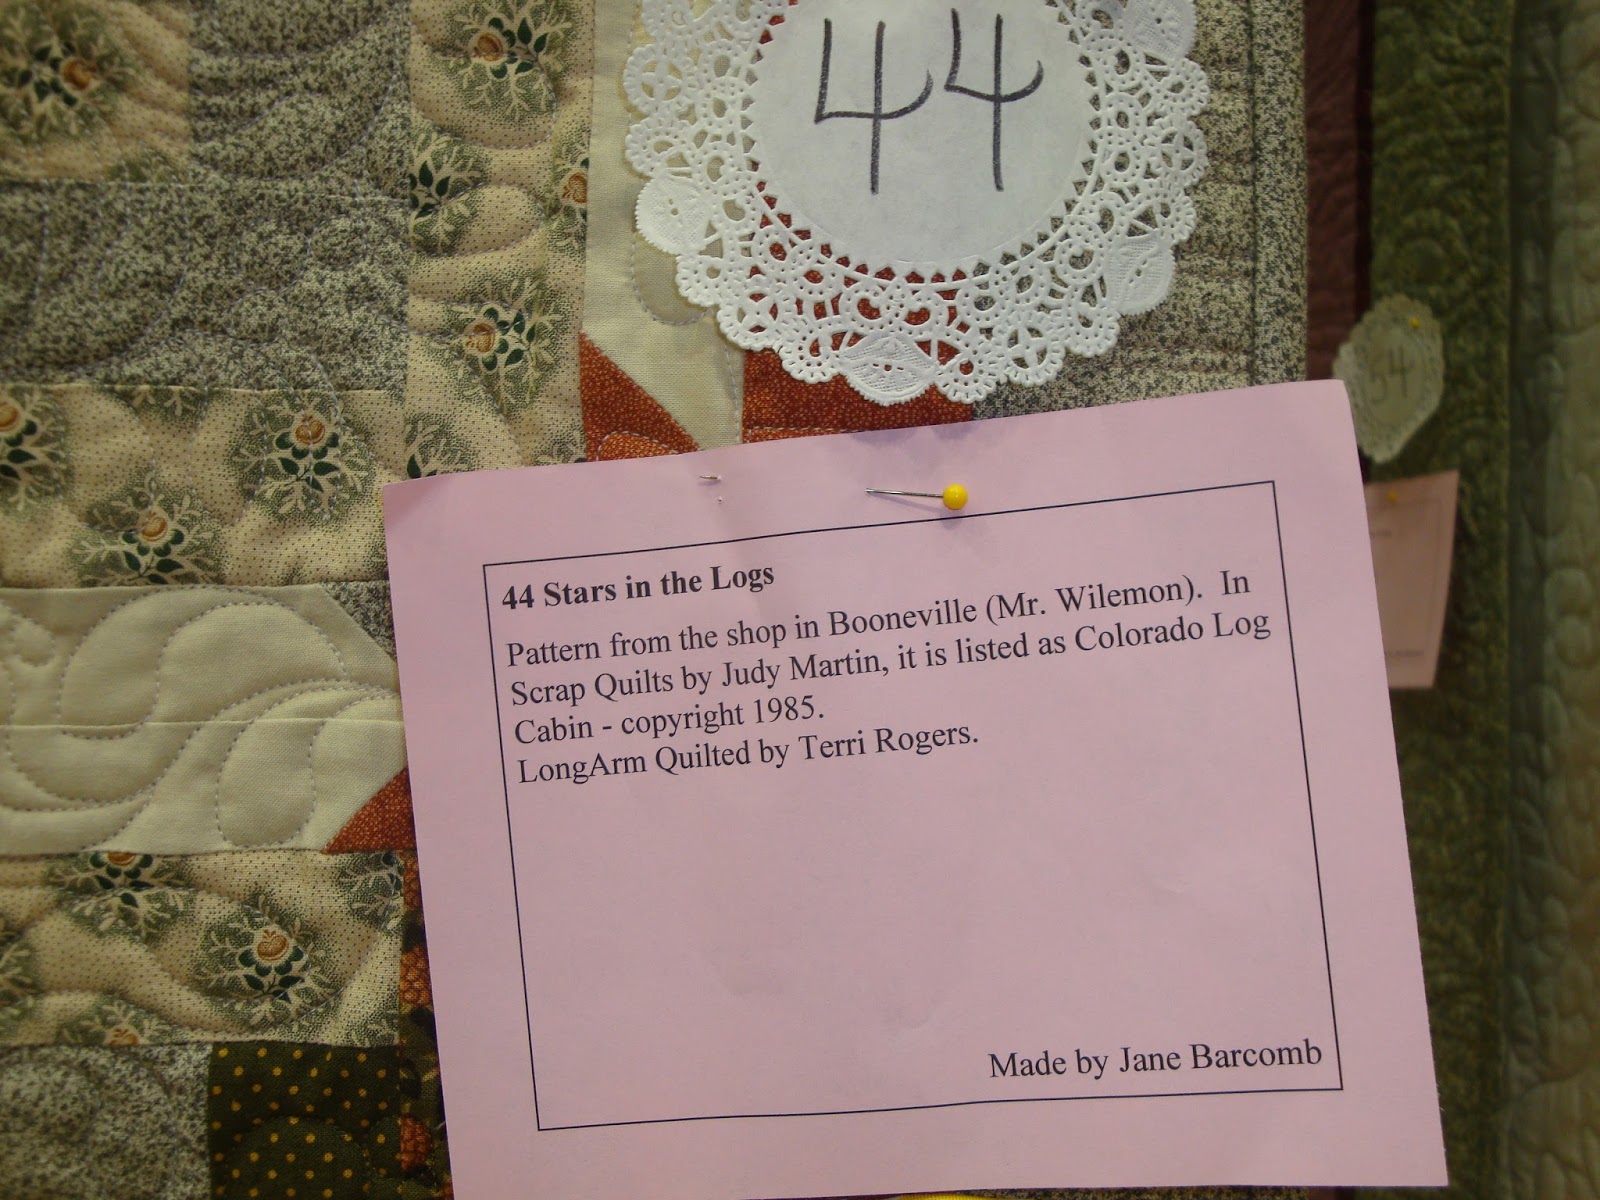 44
54
44 Stars in the Logs
Pattern from the shop in Booneville (Mr. Wilemon). In
Scrap Quilts by Judy Martin, it is listed as Colorado Log
Cabin - copyright 1985.
LongArm Quilted by Terri Rogers.
Made by Jane Barcomb